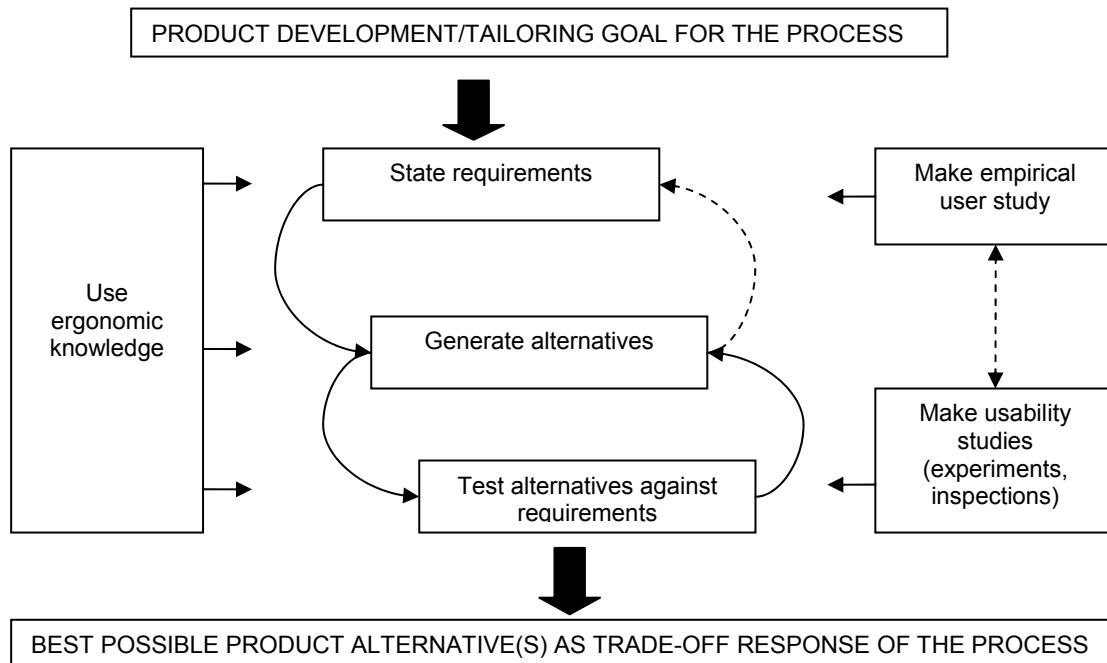 PRODUCT DEVELOPMENT/TAILORING GOAL FOR THE PROCESS
State requirements
Make empirical
user study
Use
ergonomic
knowledge
Generate alternatives
Make usability
studies
(experiments,
inspections)
Test alternatives against
requirements
BEST POSSIBLE PRODUCT ALTERNATIVE(S) AS TRADE-OFF RESPONSE OF THE PROCESS